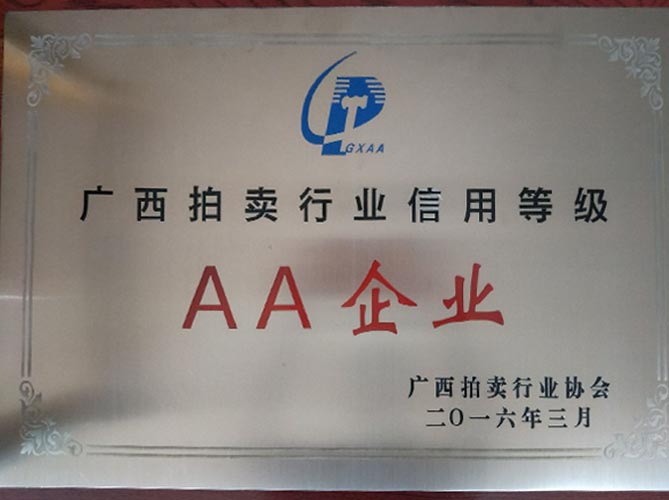 GXAA
广西拍卖行业信用等级
AA企业
广西拍卖行业协会
二〇一六年三月